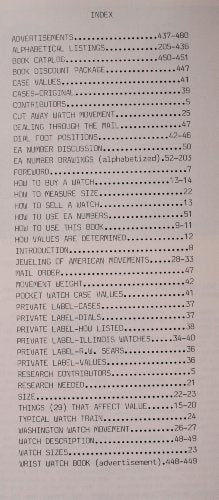 INDEX
ADVERTISEMENTS....................437-480
ALPHABETICAL LISTINGS.............205-436
BOOK CATALOG......................450-451
BOOK DISCOUNT PACKAGE.................447
CASE VALUES............................41
CASES-ORIGINAL.........................39
CONTRIBUTORS............................5
CUT AWAY WATCH MOVEMENT................25
DEALING THROUGH THE MAIL...............47
DIAL FOOT POSITIONS.................42-46
EA NUMBER DISCUSSION...................50
EA NUMBER DRAWINGS (alphabetized).52-203
FOREWORD................................7
HOW TO BUY A WATCH..................13-14
HOW TO MEASURE SIZE....................22
HOW TO SELL A WATCH....................13
HOW TO USE EA NUMBERS..................51
HOW TO USE THIS BOOK.................9-11
HOW VALUES ARE DETERMINED..............12
INTRODUCTION............................8
JEWELING OF AMERICAN MOVEMENTS......28-33
MAIL ORDER.............................47
MOVEMENT WEIGHT........................42
POCKET WATCH CASE VALUES...............41
PRIVATE LABEL-CASES....................37
PRIVATE LABEL-DIALS....................37
PRIVATE LABEL-HOW LISTED...............38
PRIVATE LABEL-ILLINOIS WATCHES......34-40
PRIVATE LABEL-R.W. SEARS...............36
PRIVATE LABEL-VALUES...................36
RESEARCH CONTRIBUTORS...................5
RESEARCH NEEDED........................21
SIZE................................22-23
THINGS (29) THAT AFFECT VALUE.......15-20
TYPICAL WATCH TRAIN....................24
WASHINGTON WATCH MOVEMENT...........26-27
WATCH DESCRIPTION...................48-49
WATCH SIZES............................23
WRIST WATCH BOOK (advertisement).448-449